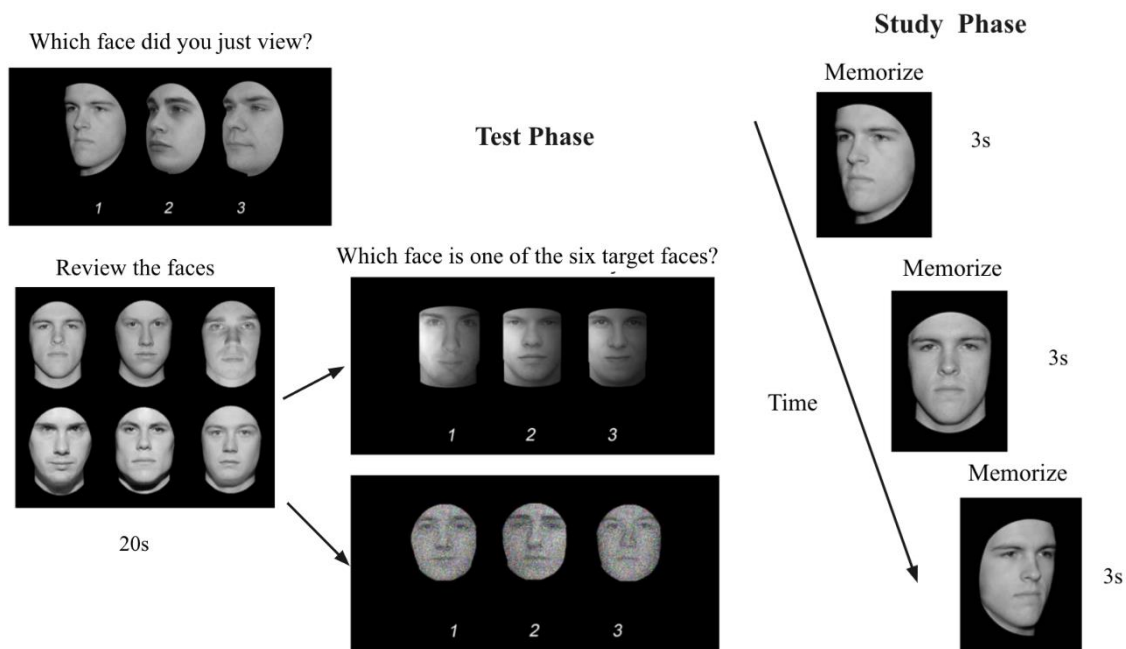 Which face did you just view?
1 2 3
Test Phase
Study Phase
Memorize
3s
Memorize
3s
Memorize
3s
Time
Review the faces
20s
Which face is one of the six target faces?
1 2 3
1 2 3